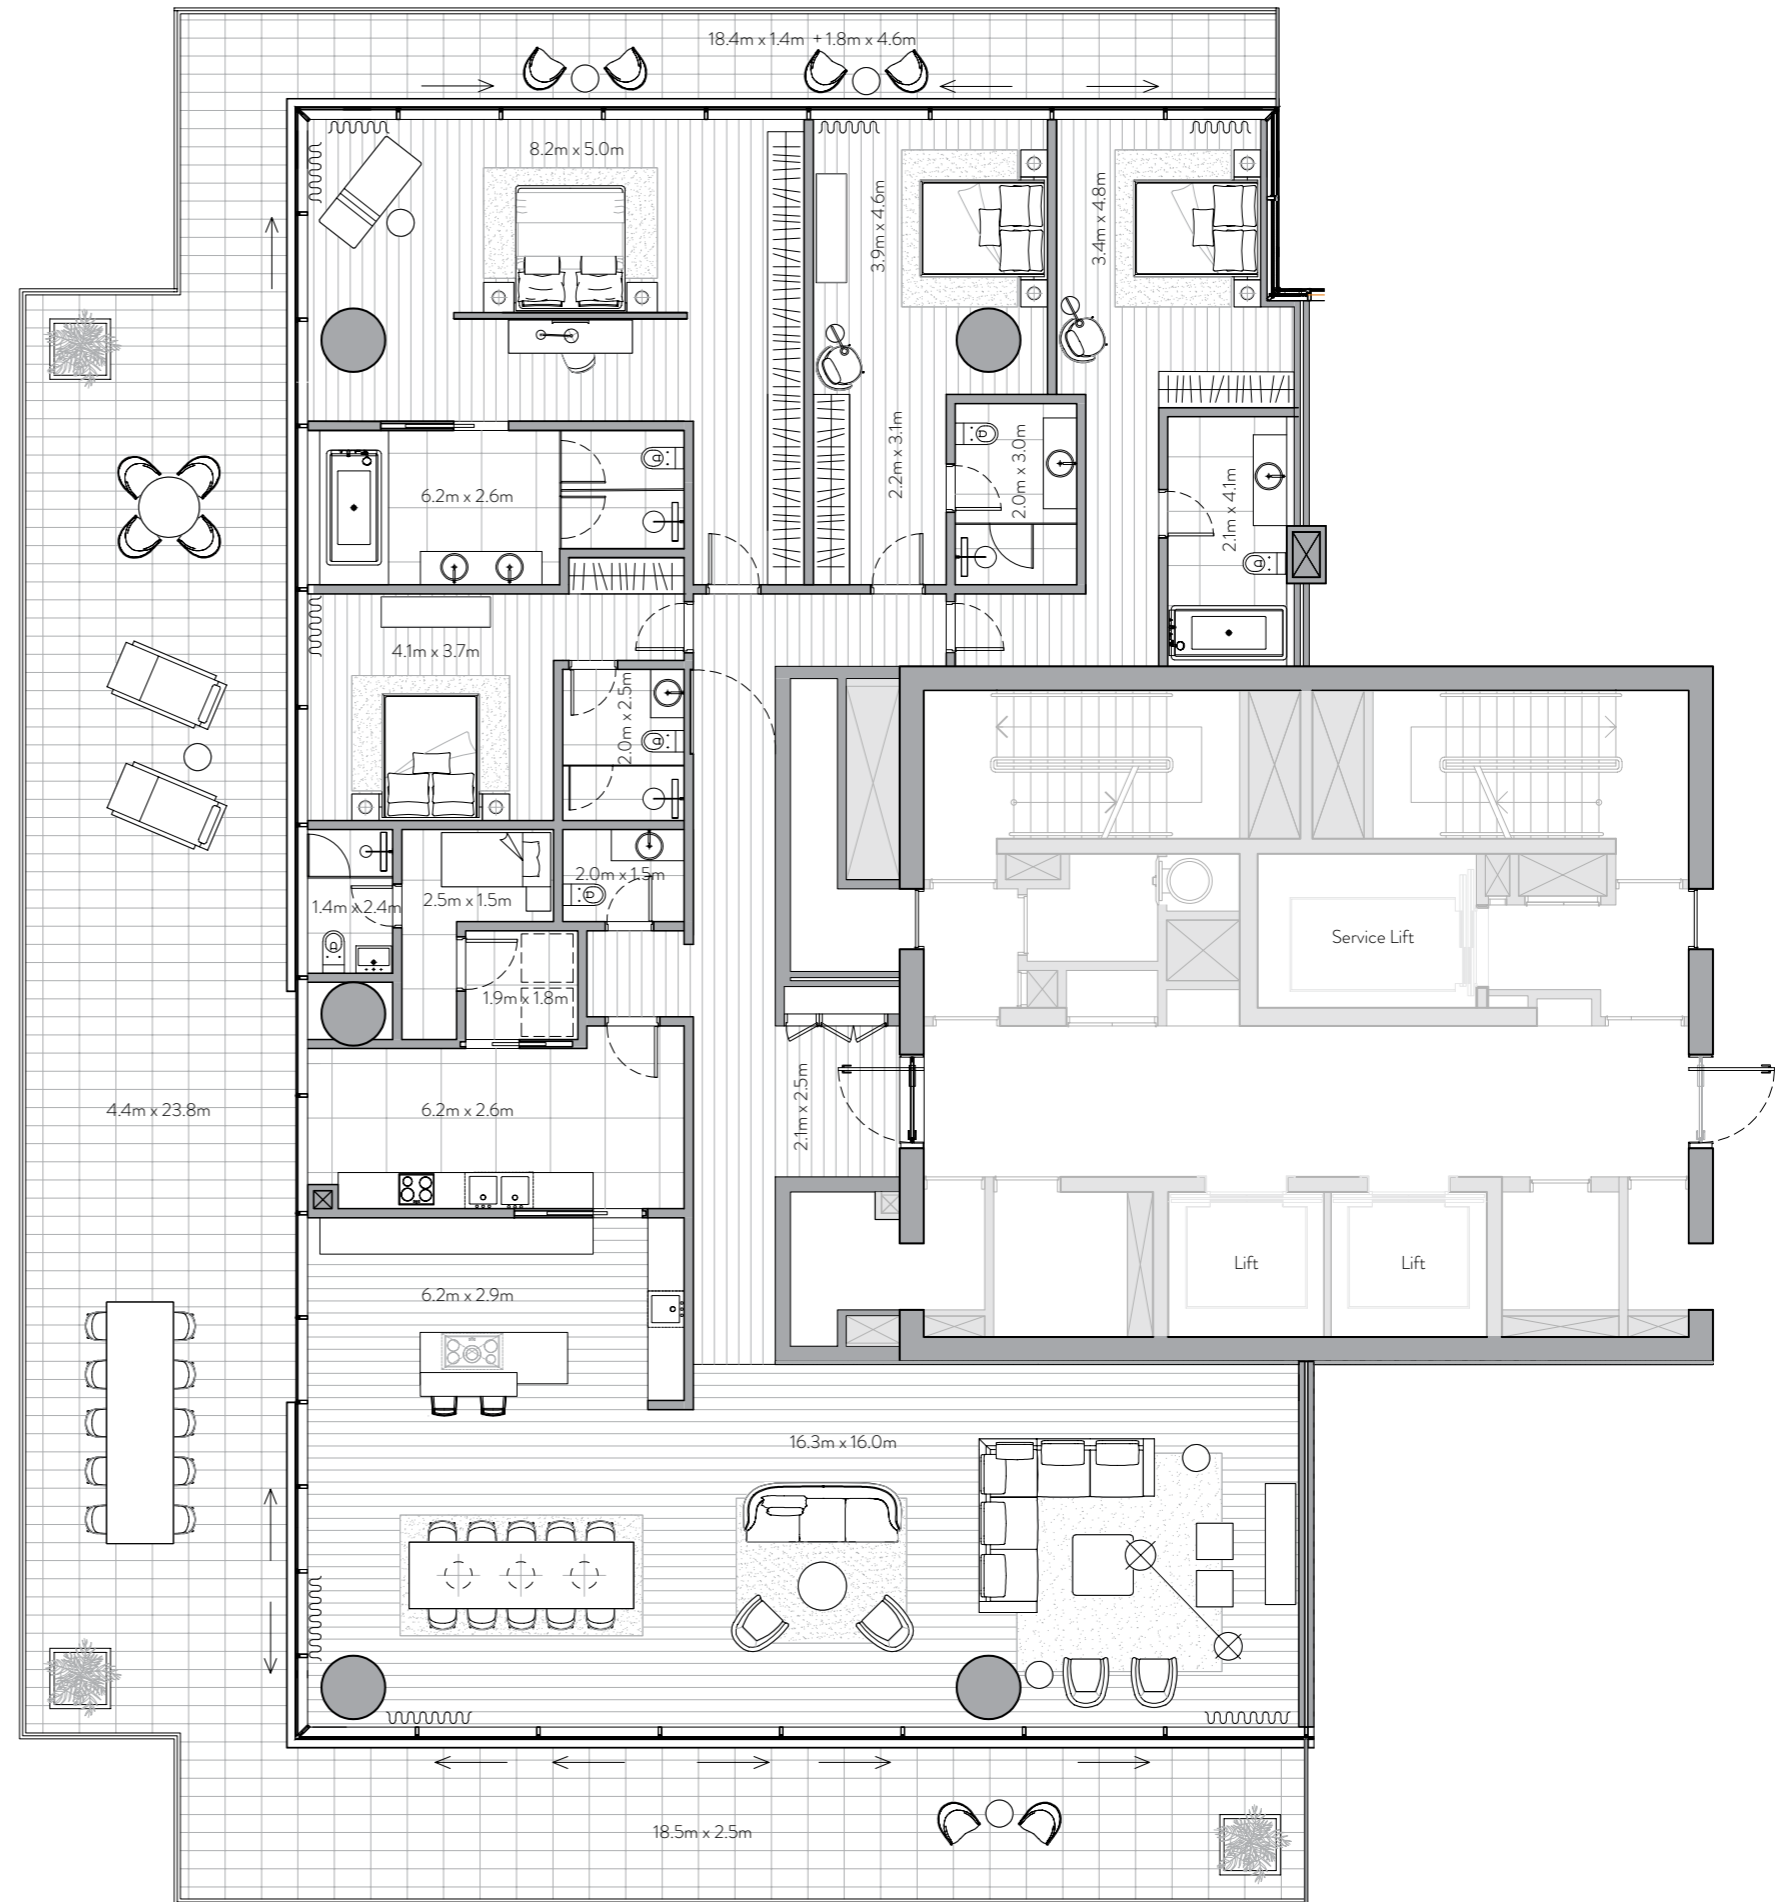 18.4m x 1.4m + 1.8m x 4.6m
8.2m x 5.0m
3.9m x 4.6m
3.4m x 4.8m
2.2m x 3.1m
2.0m x 3.0m
6.2m x 2.6m
2.1m x 4.1m
4.1m x 3.7m
2.0m x 2.5m
2.0m x 1.5m
2.5m x 1.5m
1.4m x 2.4m
Service Lift
1.9m x 1.8m
4.4m x 23.8m
6.2m x 2.6m
2.1m x 2.5m
Lift
Lift
6.2m x 2.9m
16.3m x 16.0m
18.5m x 2.5m